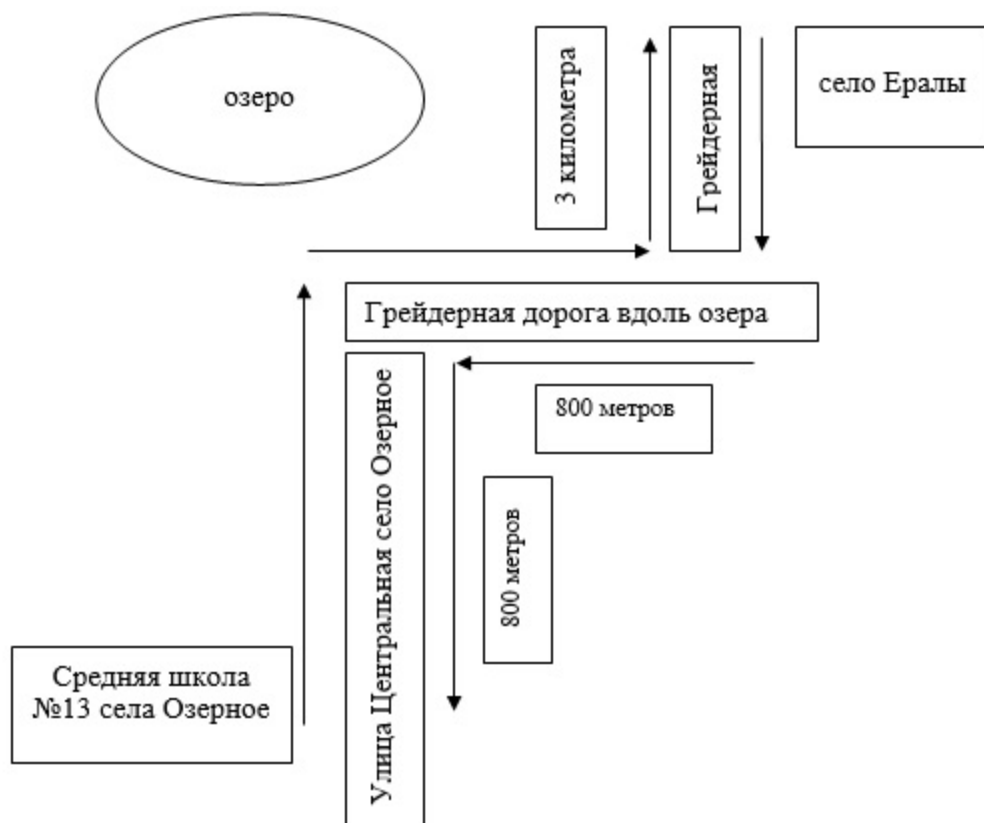 озеро
3 километра
Грейдерная
село Ералы
Грейдерная дорога вдоль озера
800 метров
Улица Центральная село Озерное
800 метров
Средняя школа
№13 села Озерное